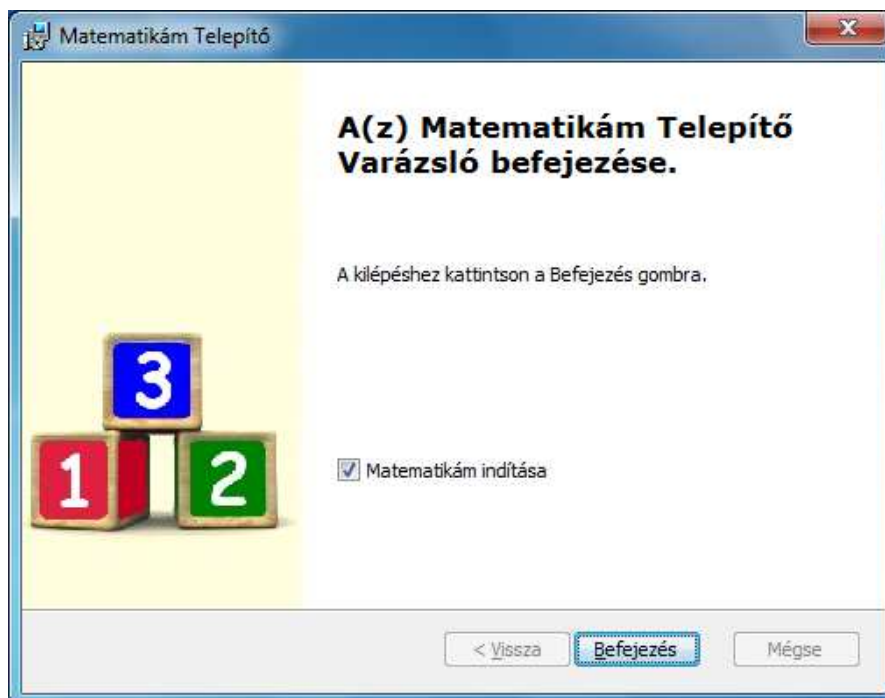 Matematikám Telepítő
A(z) Matematikám Telepítő
Varázsló befejezése.
A kilépéshez kattintson a Befejezés gombra.
3
1 2
Matematikám indítása
< Vissza Befejezés Mégse